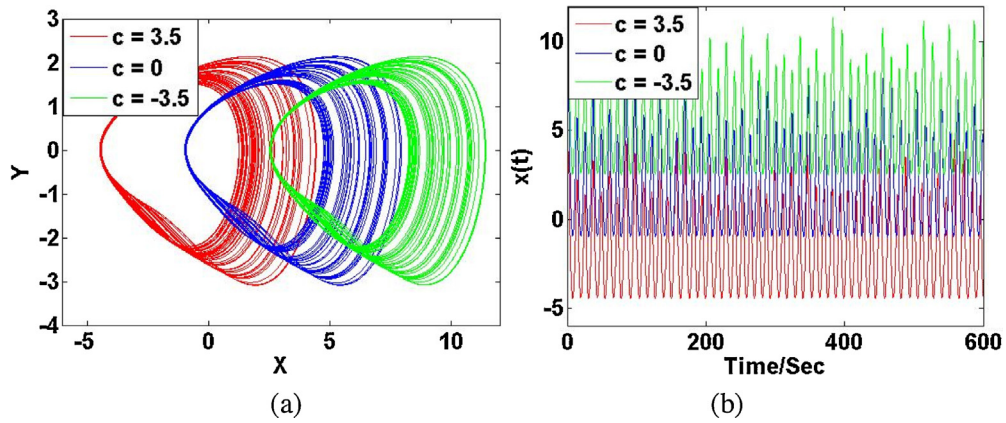 3
2
1
0
-1
-2
-3
-4
Y
c = 3.5
c = 0
c = -3.5
-5 0 5 10
X
(a)
10
5
0
-5
x(t)
c = 3.5
c = 0
c = -3.5
0 200 400 600
Time/Sec
(b)